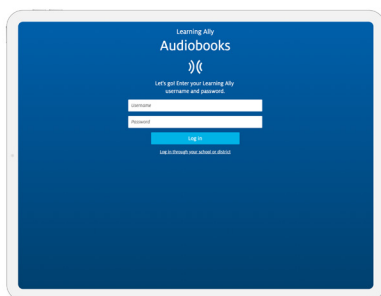 Learning Ally
Audiobooks
Let's go! Enter your Learning Ally
username and password.
Username
Password
Log in
Log in through your school or district